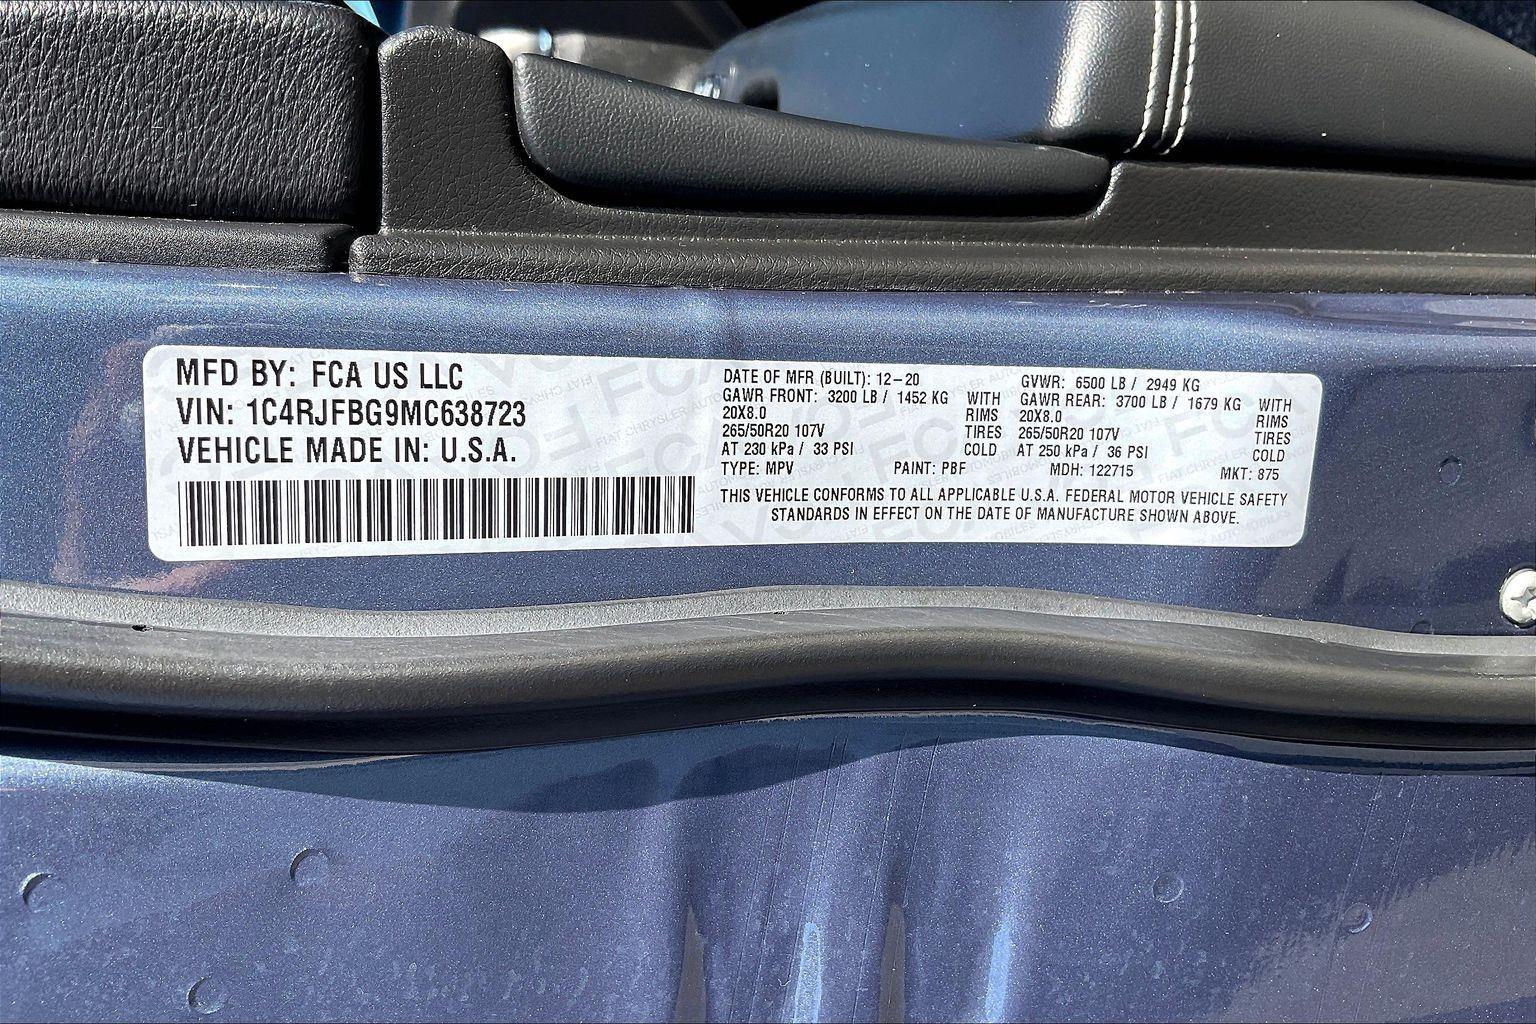 MFD BY: FCA US LLC
VIN: 1C4RJFBG9MC638723
VEHICLE MADE IN: U.S.A.
DATE OF MFR (BUILT): 12-20
GAWR FRONT: 3200 LB / 1452 KG WITH
20X8.0 RIMS
265/50R20 107V TIRES
AT 230 kPa / 33 PSI COLD
GVWR: 6500 LB / 2949 KG
GAWR REAR: 3700 LB / 1679 KG WITH
20X8.0 RIMS
265/50R20 107V TIRES
AT 250 kPa / 36 PSI COLD
TYPE: MPV PAINT: PBF MDH: 122715 MKT: 875
THIS VEHICLE CONFORMS TO ALL APPLICABLE U.S.A. FEDERAL MOTOR VEHICLE SAFETY
STANDARDS IN EFFECT ON THE DATE OF MANUFACTURE SHOWN ABOVE.